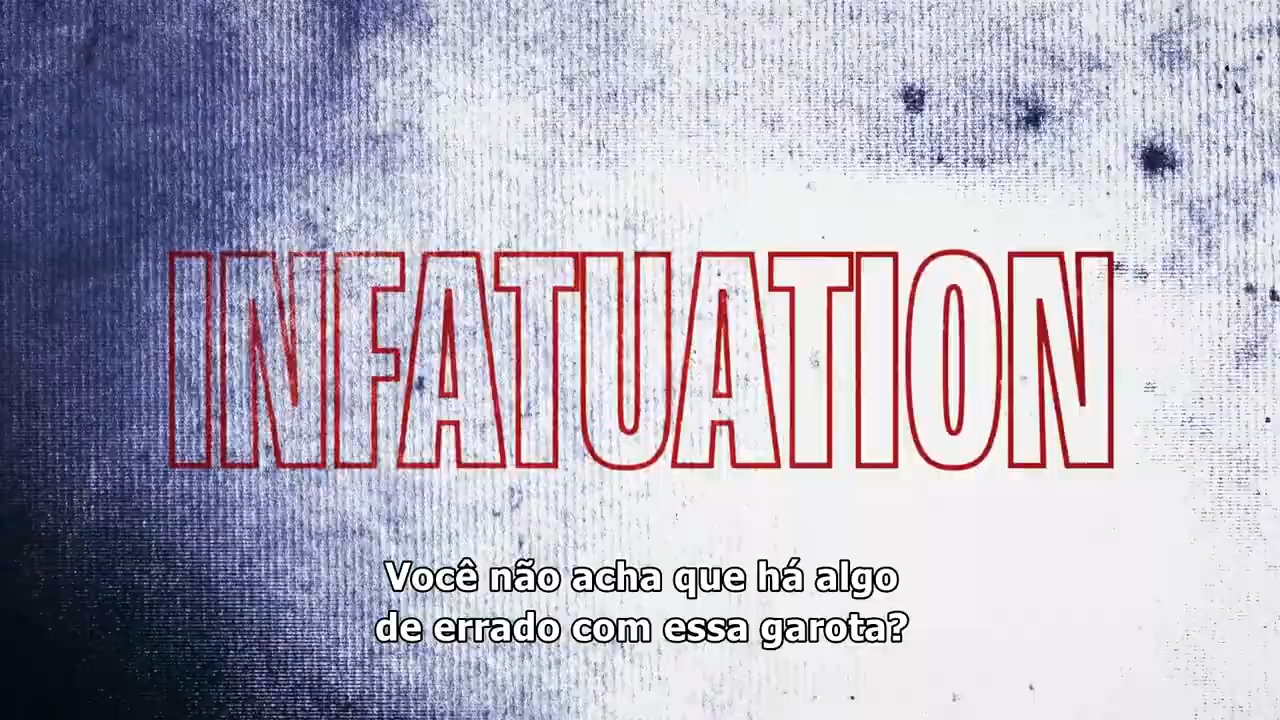 INFATUATION
Você não acha que há algo
de errado com essa garota?